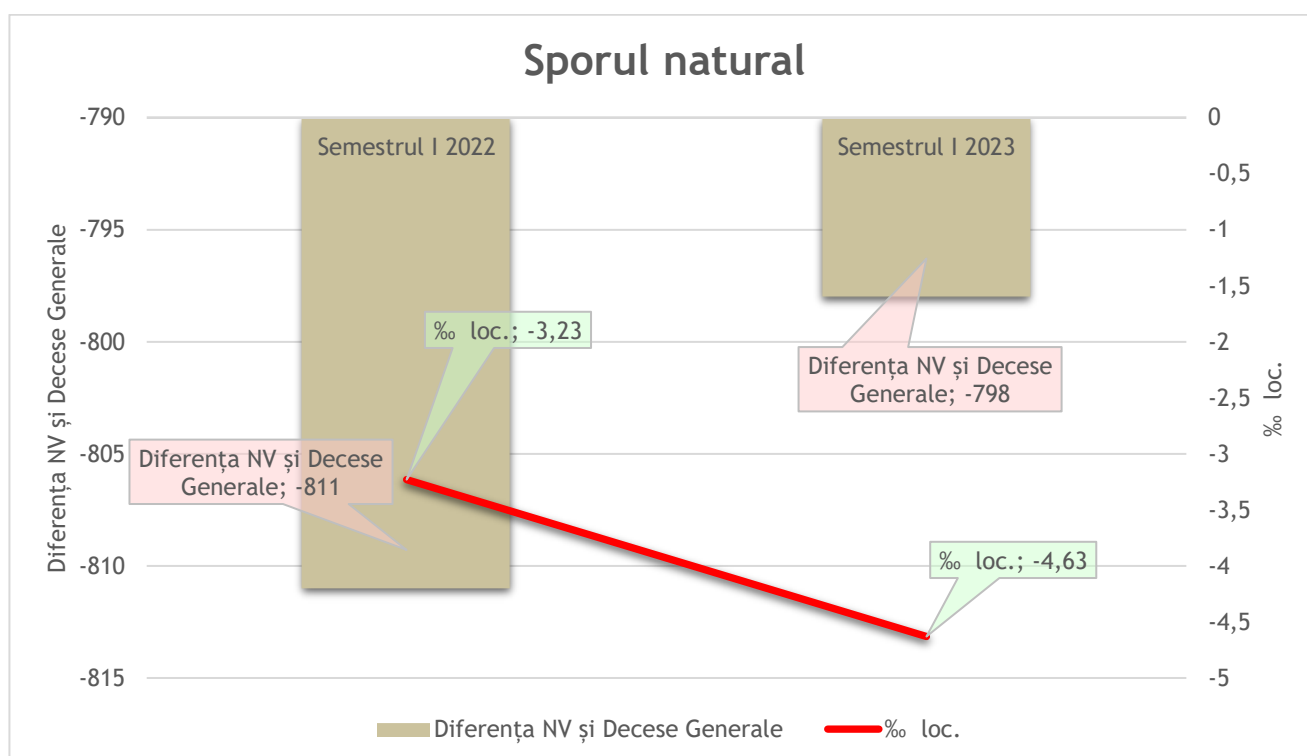 Sporul natural
-790
-795
-800
-805
-810
-815
Diferența NV și Decese Generale
Semestrul I 2022
Semestrul I 2023
‰ loc.; -3,23
Diferența NV și Decese
Generale; -798
Diferența NV și Decese
Generale; -811
‰ loc.; -4,63
0
-0,5
-1
-1,5
-2
-2,5
-3
-3,5
-4
-4,5
-5
‰ loc.
Diferența NV și Decese Generale
‰ loc.